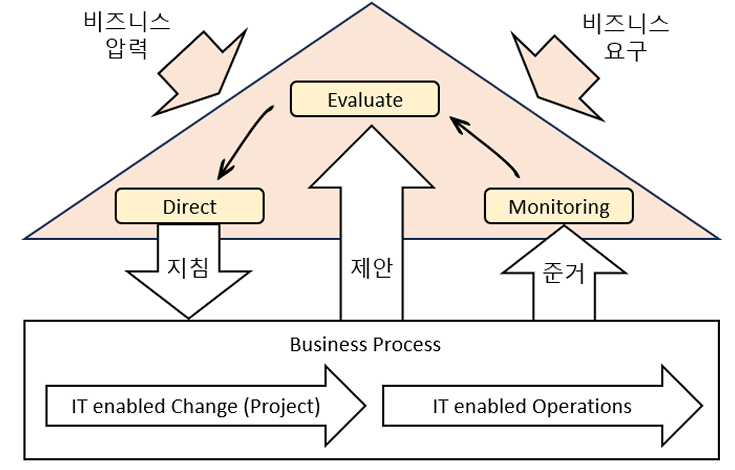 비즈니스
압력
비즈니스
요구
Evaluate
Direct
Monitoring
지침
제안
준거
Business Process
IT enabled Change (Project)
IT enabled Operations